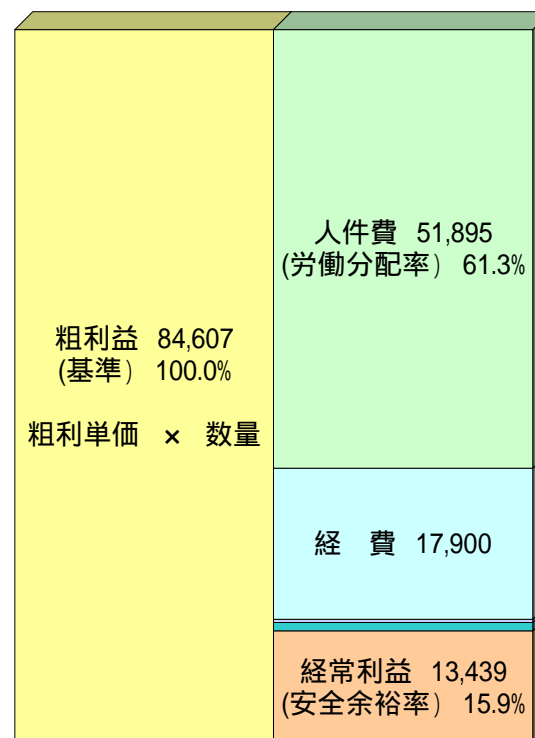 粗利益 84,607
(基準) 100.0%
粗利単価 × 数量
人件費 51,895
(労働分配率) 61.3%
経 費 17,900
経常利益 13,439
(安全余裕率) 15.9%